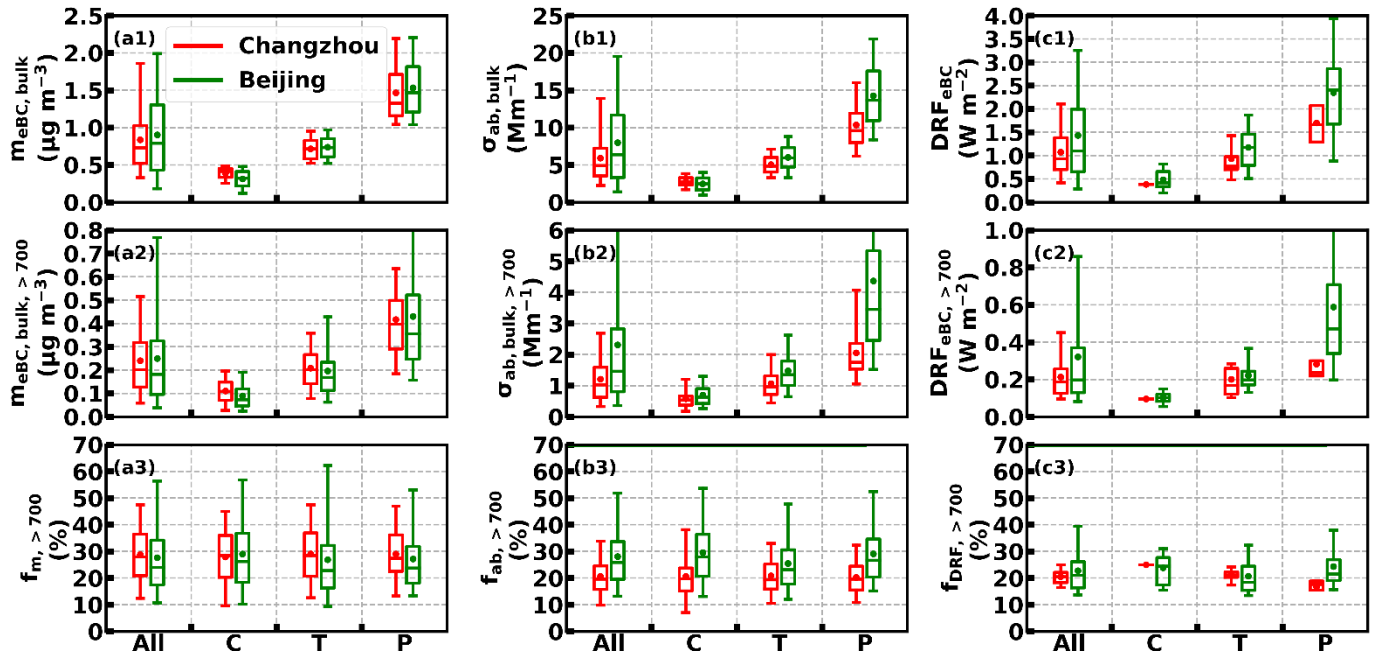 (a1)
Changzhou
Beijing
m_eBC, bulk
(μg m⁻³)
2.5
2.0
1.5
1.0
0.5
0.0
(b1)
σ_ab, bulk
(Mm⁻¹)
25
20
15
10
5
0
(c1)
DRF_eBC
(W m⁻²)
4.0
3.5
3.0
2.5
2.0
1.5
1.0
0.5
0.0
(a2)
m_eBC, bulk, > 700
(μg m⁻³)
0.8
0.7
0.6
0.5
0.4
0.3
0.2
0.1
0.0
(b2)
σ_ab, bulk, > 700
(Mm⁻¹)
6
5
4
3
2
1
0
(c2)
DRF_eBC, > 700
(W m⁻²)
1.0
0.8
0.6
0.4
0.2
0.0
(a3)
f_m, > 700
(%)
70
60
50
40
30
20
10
0
All C T P
(b3)
f_ab, > 700
(%)
70
60
50
40
30
20
10
0
All C T P
(c3)
f_DRF, > 700
(%)
70
60
50
40
30
20
10
0
All C T P